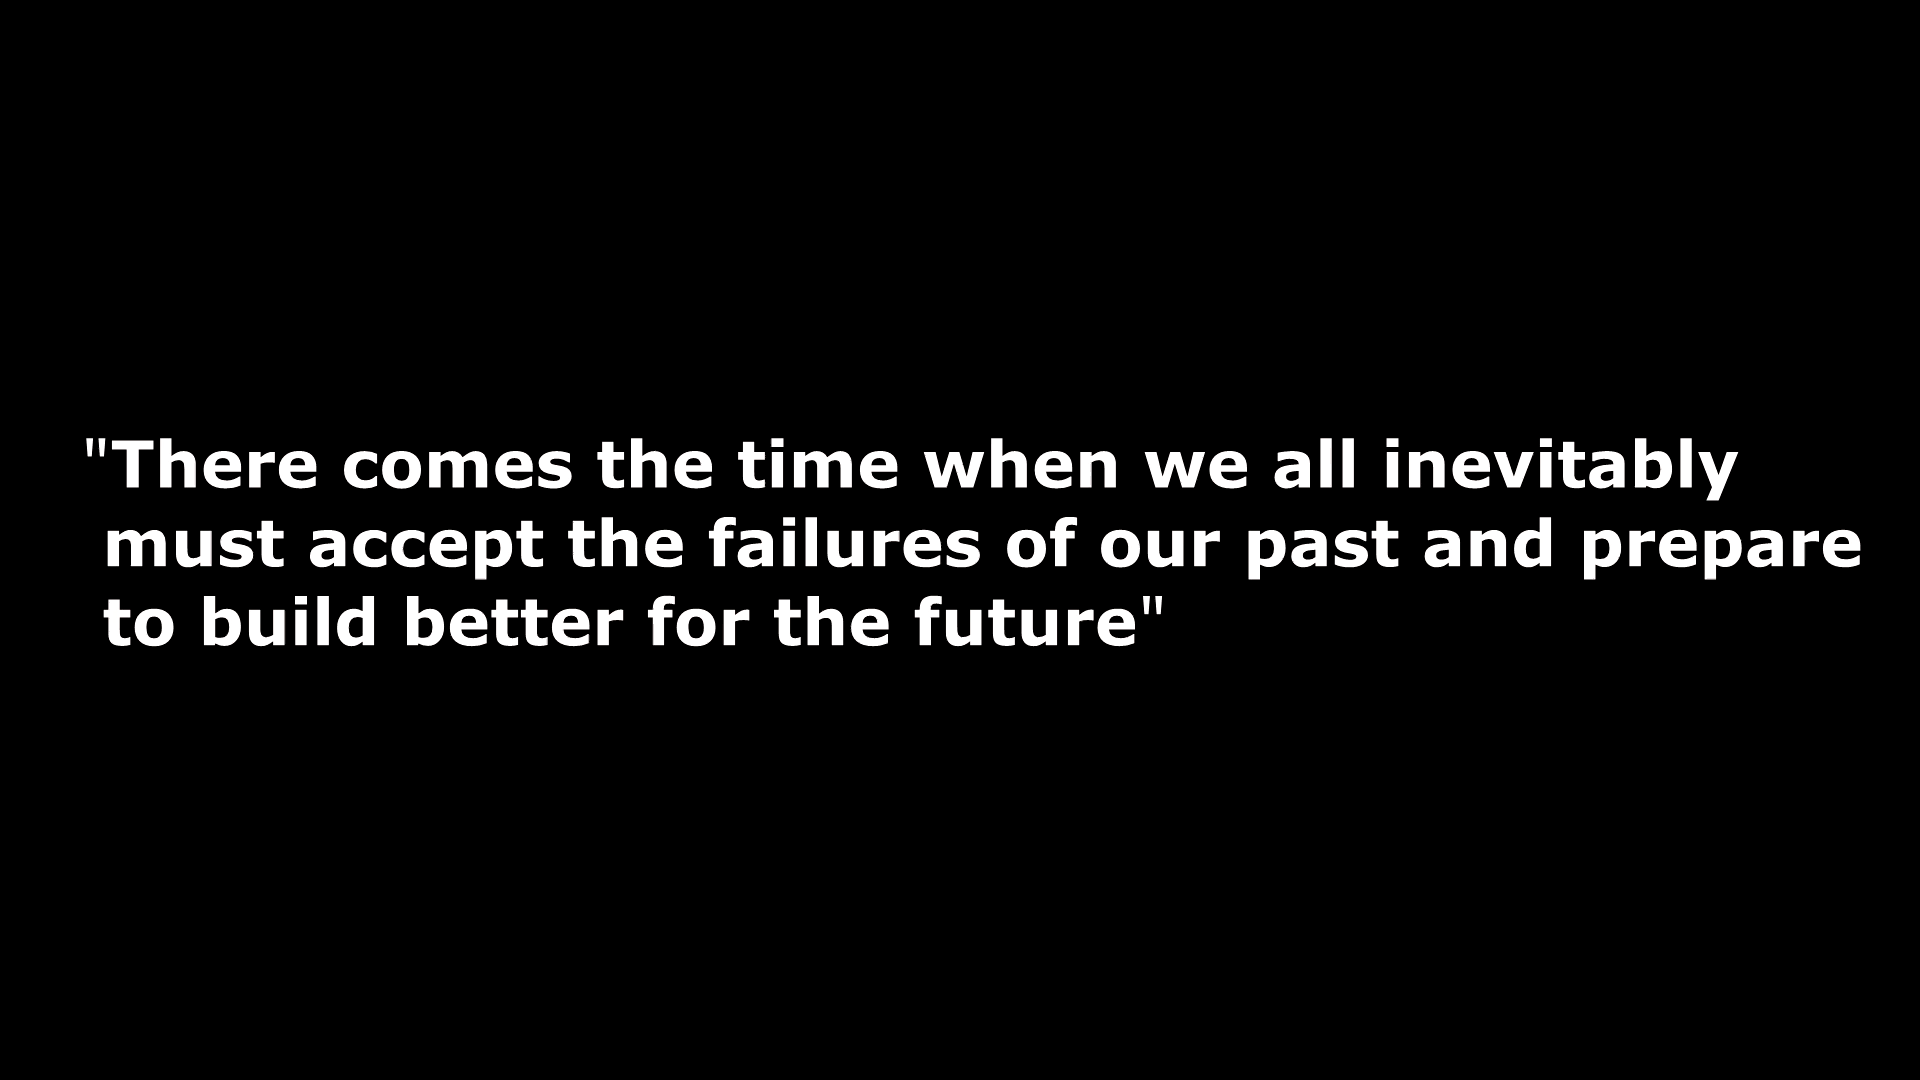 "There comes the time when we all inevitably
must accept the failures of our past and prepare
to build better for the future"